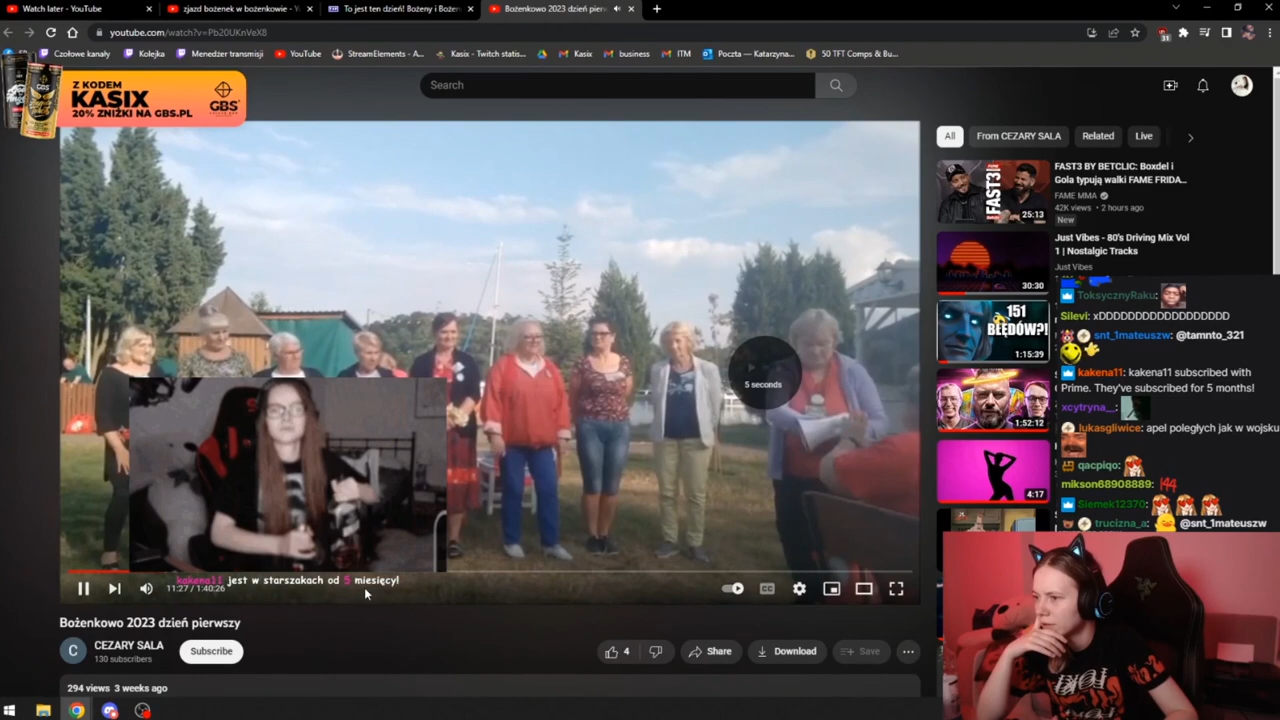 Watch later - YouTube
zjazd bożenek w bożenkowie - Y
To jest ten dzień! Bożeny i Bożen
Bożenkowo 2023 dzień pierw
youtube.com/watch?v=Pb20UKnVeX8
Czołowe kanały
Kolejka
Menedżer transmisji
YouTube
StreamElements - A...
Kasix - Twitch statis...
Kasix
business
ITM
Poczta — Katarzyna...
50 TFT Comps & Bu...
31
Z KODEM
KASIX
20% ZNIŻKI NA GBS.PL
GBS
Search
All
From CEZARY SALA
Related
Live
FAST3
25:13
FAST3 BY BETCLIC: Boxdel i
Gola typują walki FAME FRIDA...
FAME MMA
42K views • 2 hours ago
New
30:30
Just Vibes - 80's Driving Mix Vol
1 | Nostalgic Tracks
Just Vibes
151
BŁĘDÓW?!
1:15:39
1:52:12
4:17
ToksycznyRaku:
Silevi: xDDDDDDDDDDDDDDDDDD
snt_1mateuszw: @tamnto_321
kakena11: kakena11 subscribed with
Prime. They've subscribed for 5 months!
xcytryna__:
lukasgliwice: apel poległych jak w wojsku
qacpiqo:
mikson68908889: 144
Siemek12370:
trucizna_a: @snt_1mateuszw
5 seconds
kakena11 jest w starszakach od 5 miesięcy!
11:27 / 1:40:26
CC
Bożenkowo 2023 dzień pierwszy
C
CEZARY SALA
130 subscribers
Subscribe
4
Share
Download
Save
294 views 3 weeks ago